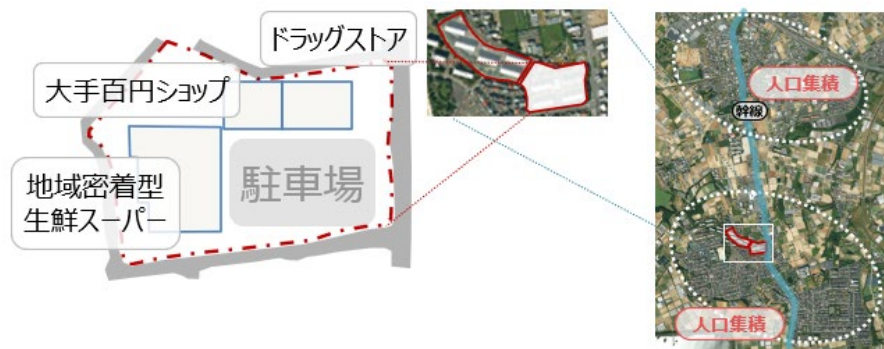 ドラッグストア
大手百円ショップ
地域密着型
生鮮スーパー
駐車場
人口集積
幹線
人口集積